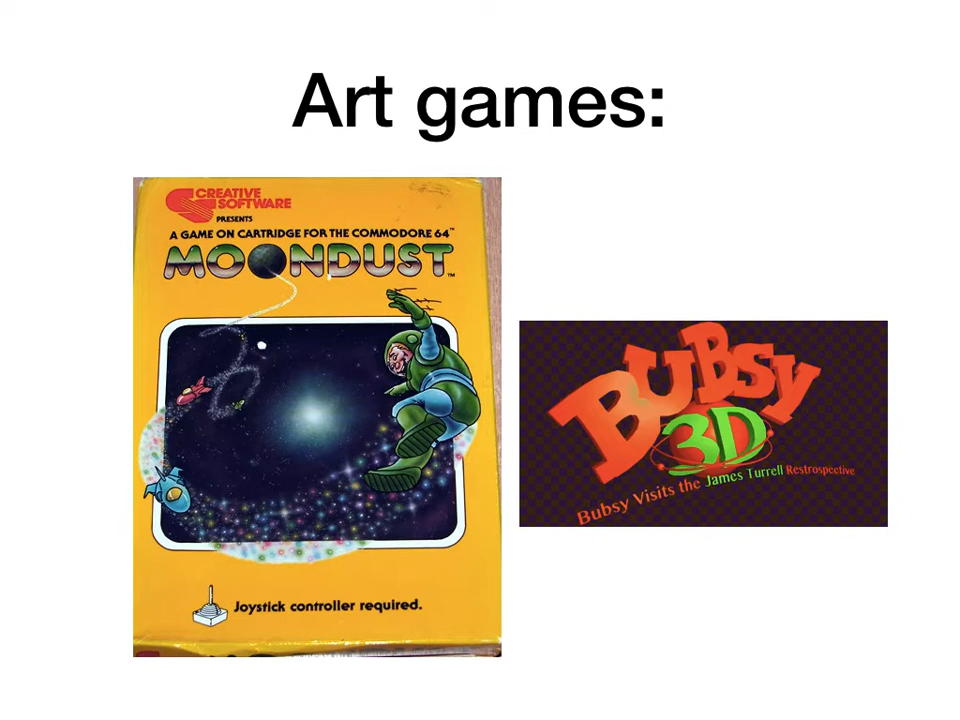 Art games:
CREATIVE
SOFTWARE
PRESENTS
A GAME ON CARTRIDGE FOR THE COMMODORE 64™
MOONDUST™
Joystick controller required.
BUBSY
3D
Bubsy Visits the James Turrell Restrospective